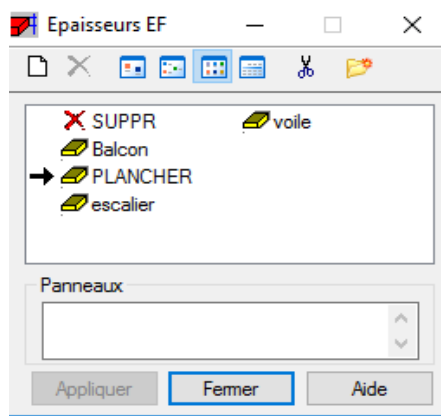 Epaisseurs EF
SUPPR voile
Balcon
PLANCHER
escalier
Panneaux
Appliquer Fermer Aide